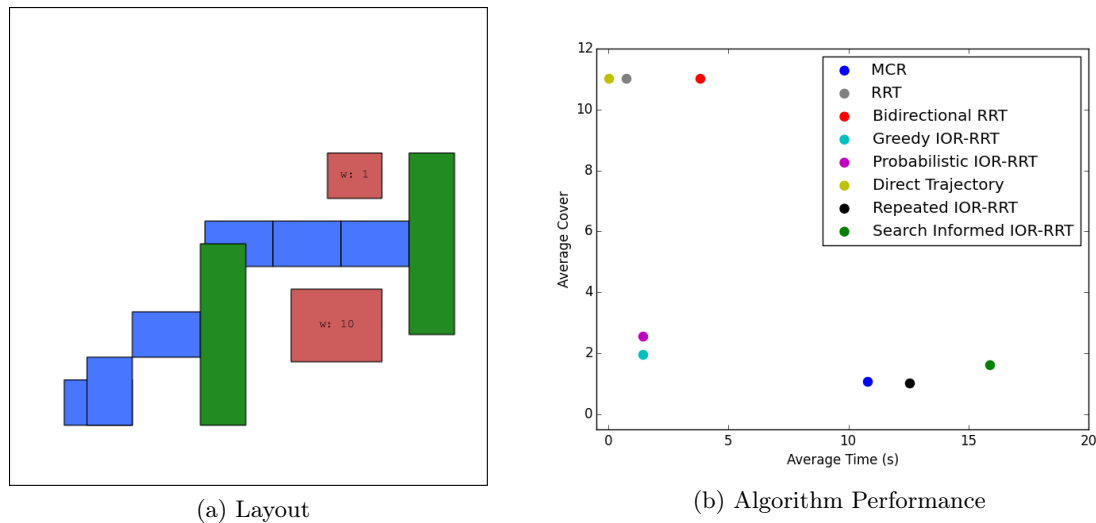 w: 1
w: 10
(a) Layout
12
10
8
6
4
2
0
Average Cover
MCR
RRT
Bidirectional RRT
Greedy IOR-RRT
Probabilistic IOR-RRT
Direct Trajectory
Repeated IOR-RRT
Search Informed IOR-RRT
0 5 10 15 20
Average Time (s)
(b) Algorithm Performance